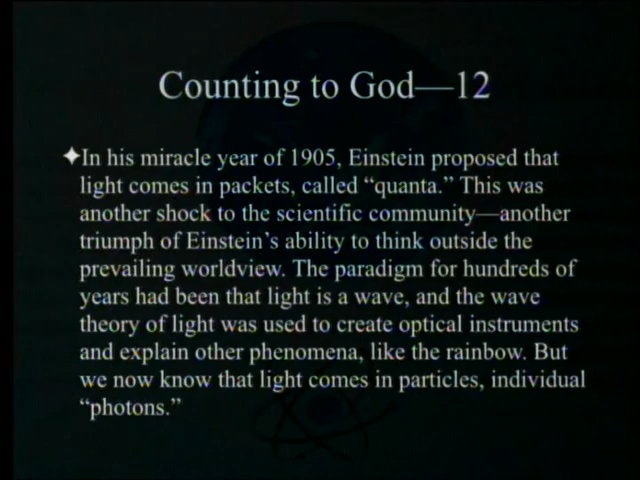 Counting to God—12
✦In his miracle year of 1905, Einstein proposed that
light comes in packets, called “quanta.” This was
another shock to the scientific community—another
triumph of Einstein’s ability to think outside the
prevailing worldview. The paradigm for hundreds of
years had been that light is a wave, and the wave
theory of light was used to create optical instruments
and explain other phenomena, like the rainbow. But
we now know that light comes in particles, individual
“photons.”